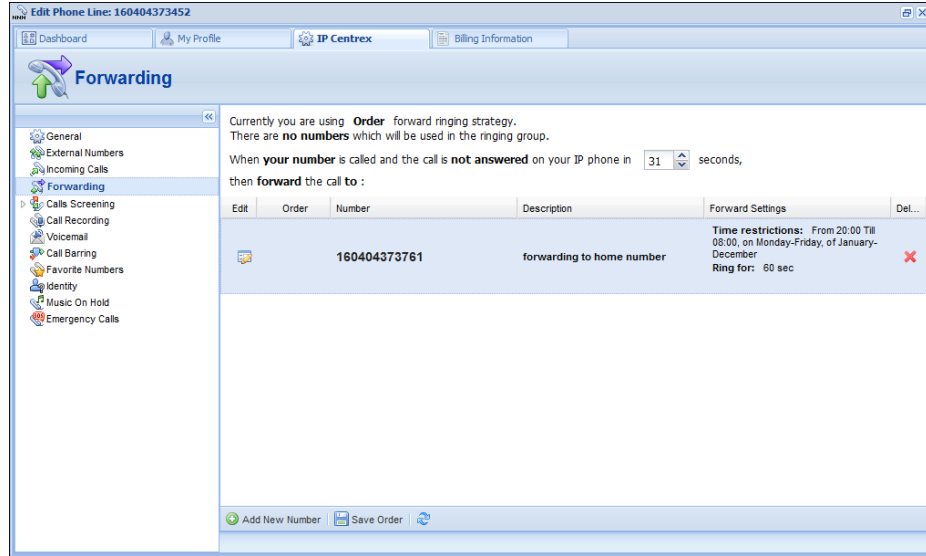 Edit Phone Line: 160404373452
Dashboard
My Profile
IP Centrex
Billing Information
Forwarding
General
External Numbers
Incoming Calls
Forwarding
Calls Screening
Call Recording
Voicemail
Call Barring
Favorite Numbers
Identity
Music On Hold
Emergency Calls
Currently you are using Order forward ringing strategy.
There are no numbers which will be used in the ringing group.
When your number is called and the call is not answered on your IP phone in 31 seconds,
then forward the call to :
Edit Order Number Description Forward Settings Del...
160404373761 forwarding to home number
Time restrictions: From 20:00 Till
08:00, on Monday-Friday, of January-
December
Ring for: 60 sec
Add New Number Save Order